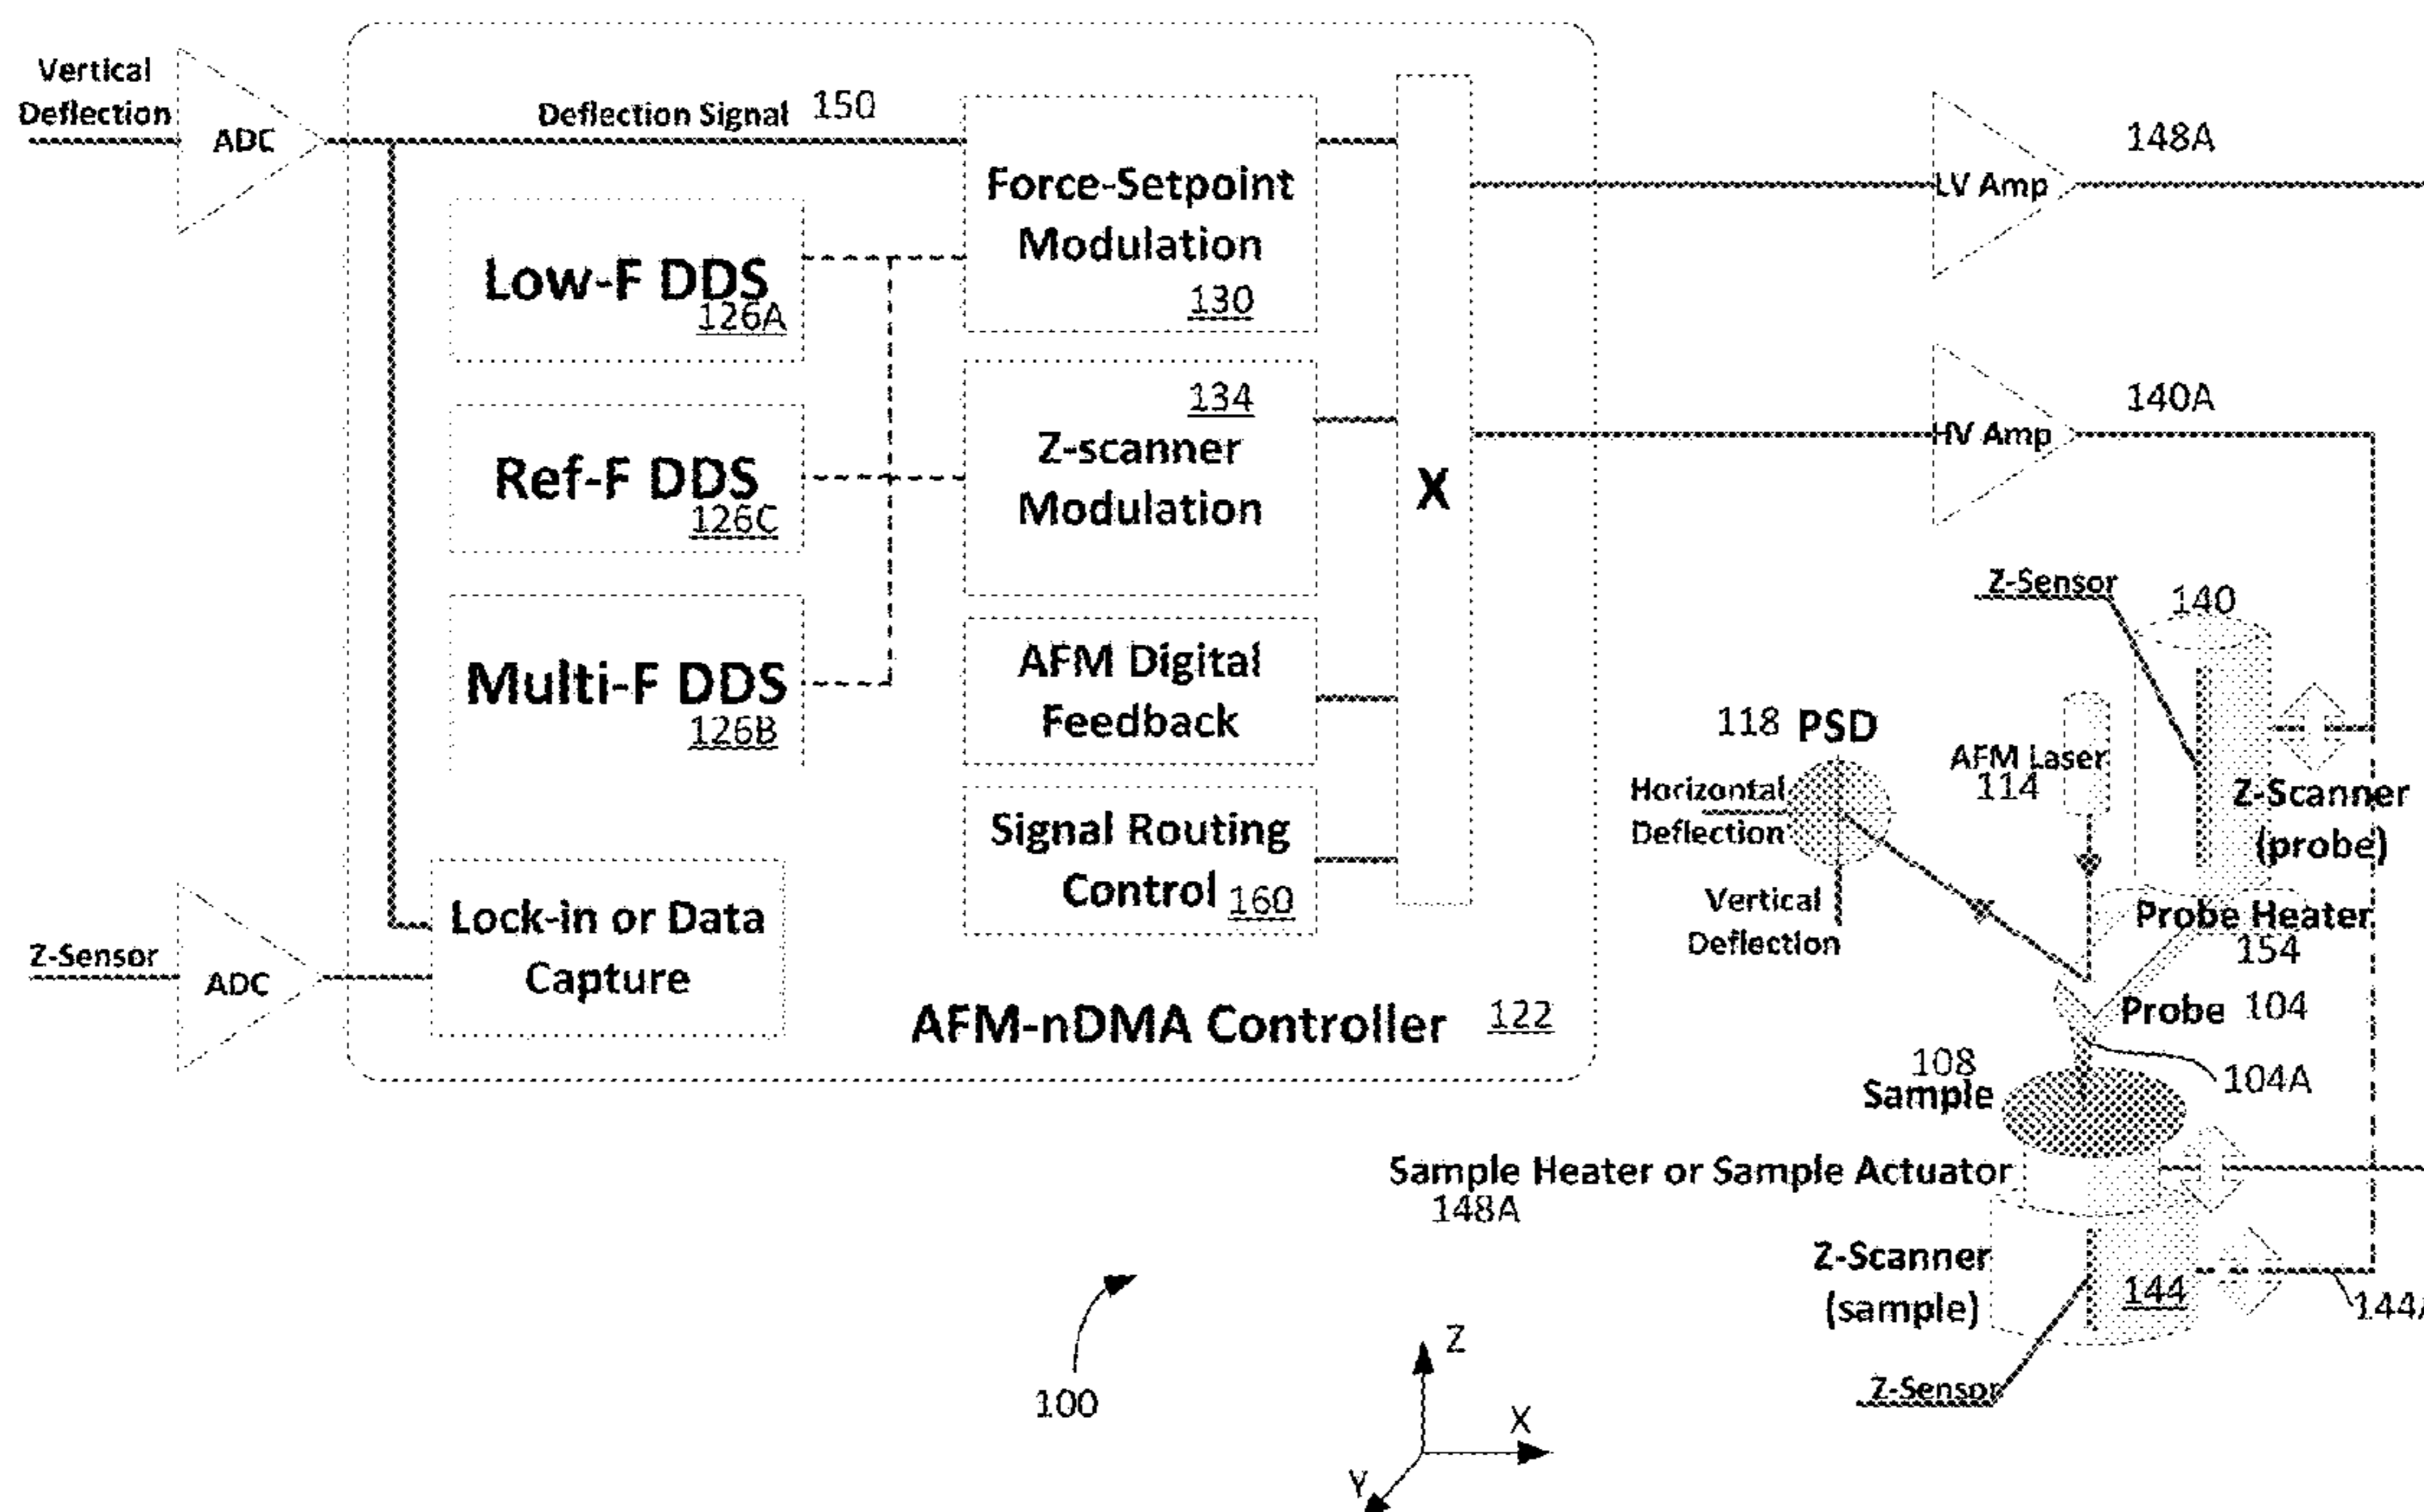 Vertical
Deflection
ADC
Deflection Signal 150
Force-Setpoint
Modulation
130
Low-F DDS
126A
Ref-F DDS
126C
Multi-F DDS
126B
134
Z-scanner
Modulation
AFM Digital
Feedback
Signal Routing
Control 160
X
Lock-in or Data
Capture
Z-Sensor
ADC
AFM-nDMA Controller 122
LV Amp
148A
HV Amp
140A
Z-Sensor
140
118 PSD
Horizontal
Deflection
Vertical
Deflection
AFM Laser
114
Z-Scanner
(probe)
Probe Heater
154
Probe 104
104A
108
Sample
Sample Heater or Sample Actuator
148A
Z-Scanner
(sample)
144
144A
Z-Sensor
100
Z
X
Y